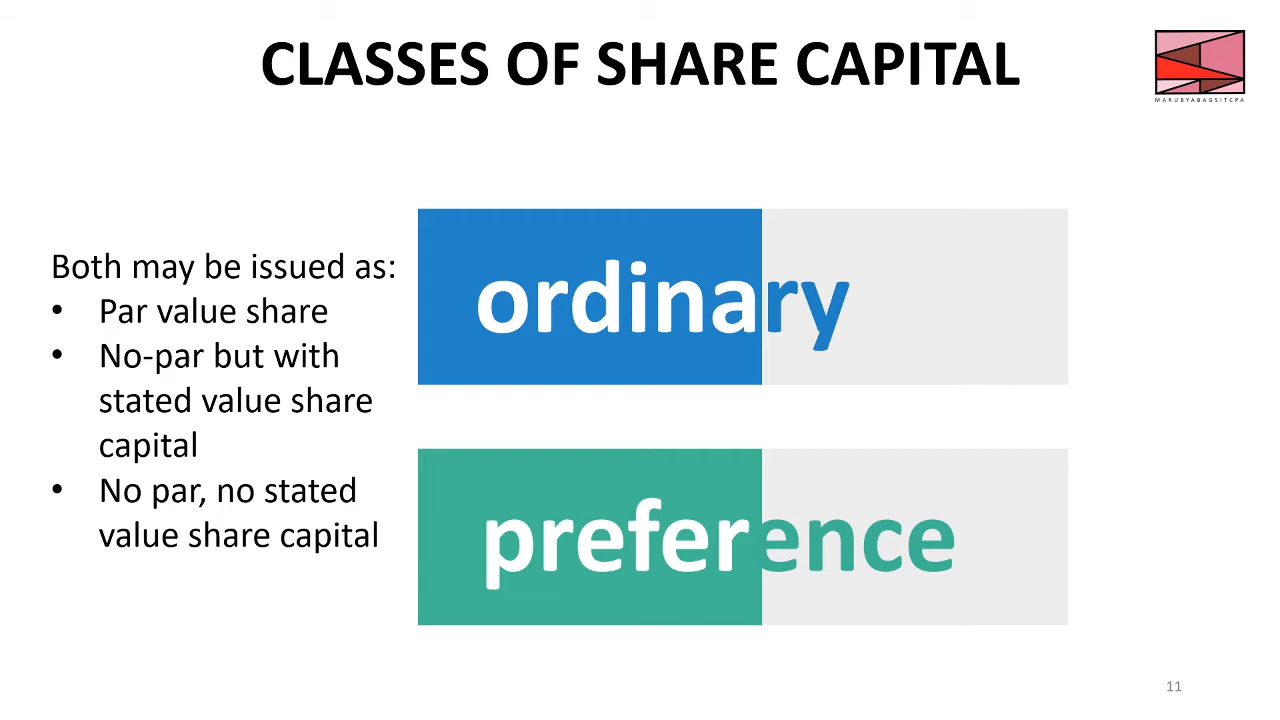 CLASSES OF SHARE CAPITAL
MARUBYABAGSITCPA
Both may be issued as:
• Par value share
• No-par but with
stated value share
capital
• No par, no stated
value share capital
ordinary
preference
11